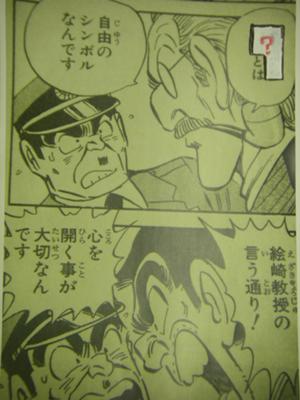 ？とは
自由の
シンボル
なんです
絵崎教授の
言う通り！
心を
開く事が
大切なん
です